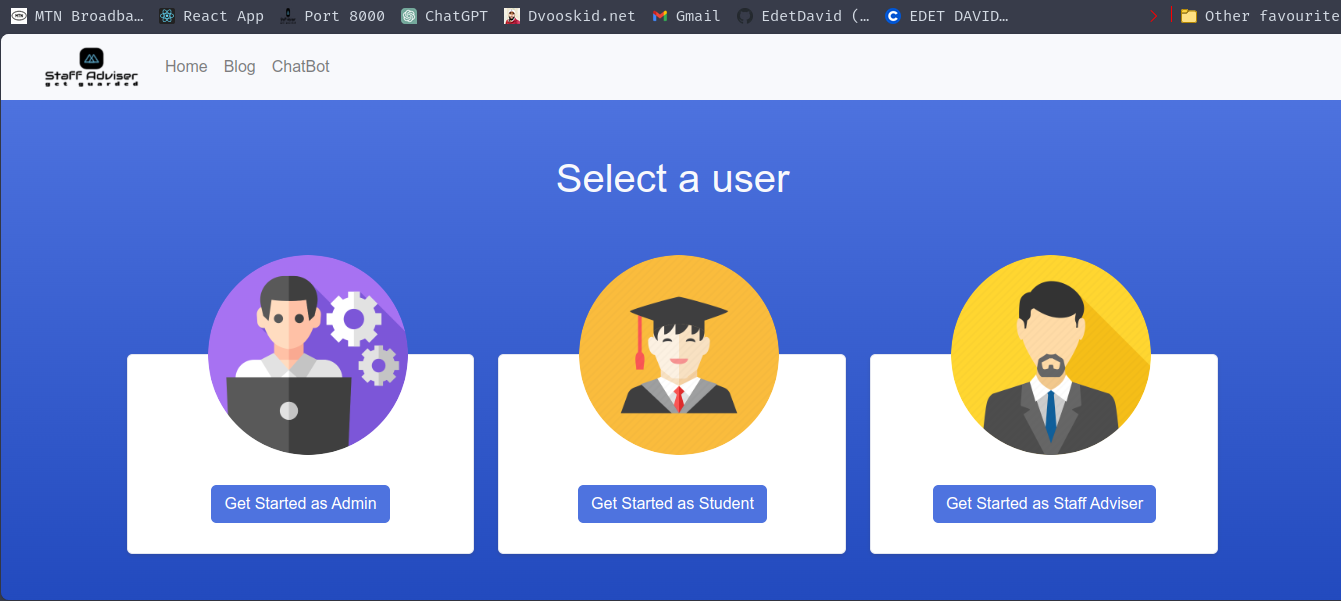 MTN Broadba… React App Port 8000 ChatGPT Dvooskid.net Gmail EdetDavid (… EDET DAVID… Other favourite
Staff Adviser
get guarded
Home Blog ChatBot
Select a user
Get Started as Admin Get Started as Student Get Started as Staff Adviser